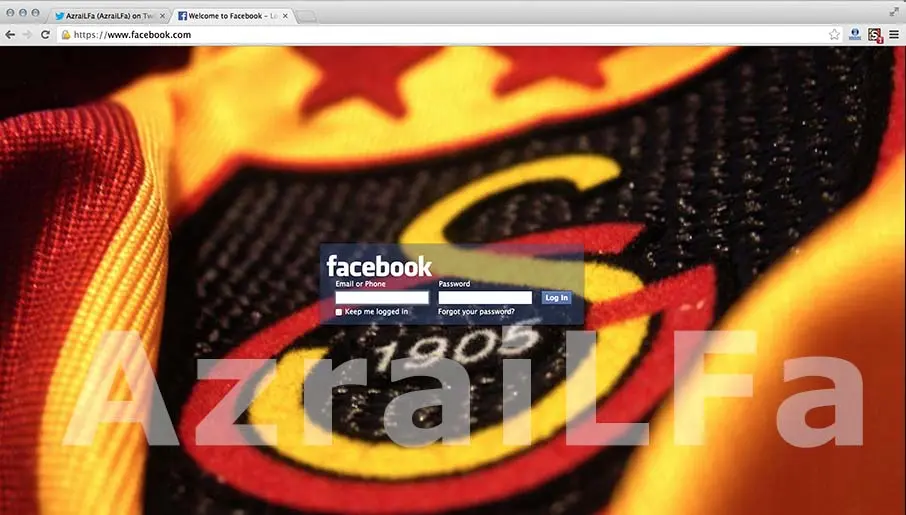 AzraiLFa (AzraiLFa) on Twi
Welcome to Facebook – Lo
https://www.facebook.com
facebook
Email or Phone
Password
Log In
Keep me logged in
Forgot your password?
1905
AzraiLFa